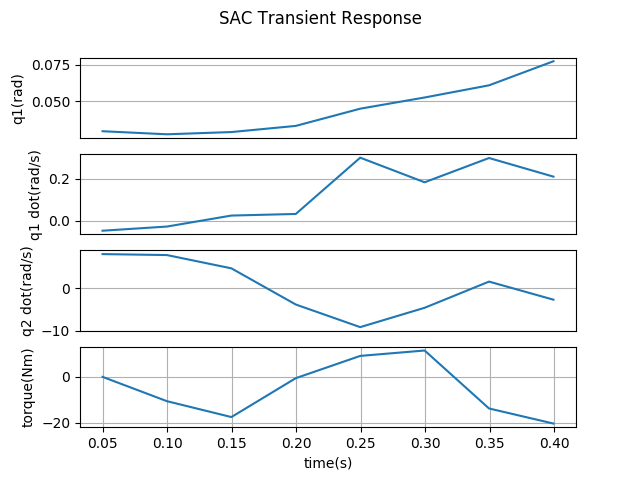 SAC Transient Response
0.075
0.050
q1(rad)
0.2
0.0
q1 dot(rad/s)
0
−10
q2 dot(rad/s)
0
−20
torque(Nm)
0.05 0.10 0.15 0.20 0.25 0.30 0.35 0.40
time(s)